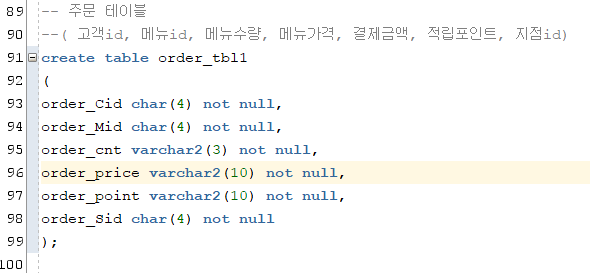 89 -- 주문 테이블
90 --( 고객id, 메뉴id, 메뉴수량, 메뉴가격, 결제금액, 적립포인트, 지점id)
91 create table order_tbl1
92 (
93 order_Cid char(4) not null,
94 order_Mid char(4) not null,
95 order_cnt varchar2(3) not null,
96 order_price varchar2(10) not null,
97 order_point varchar2(10) not null,
98 order_Sid char(4) not null
99 );
100